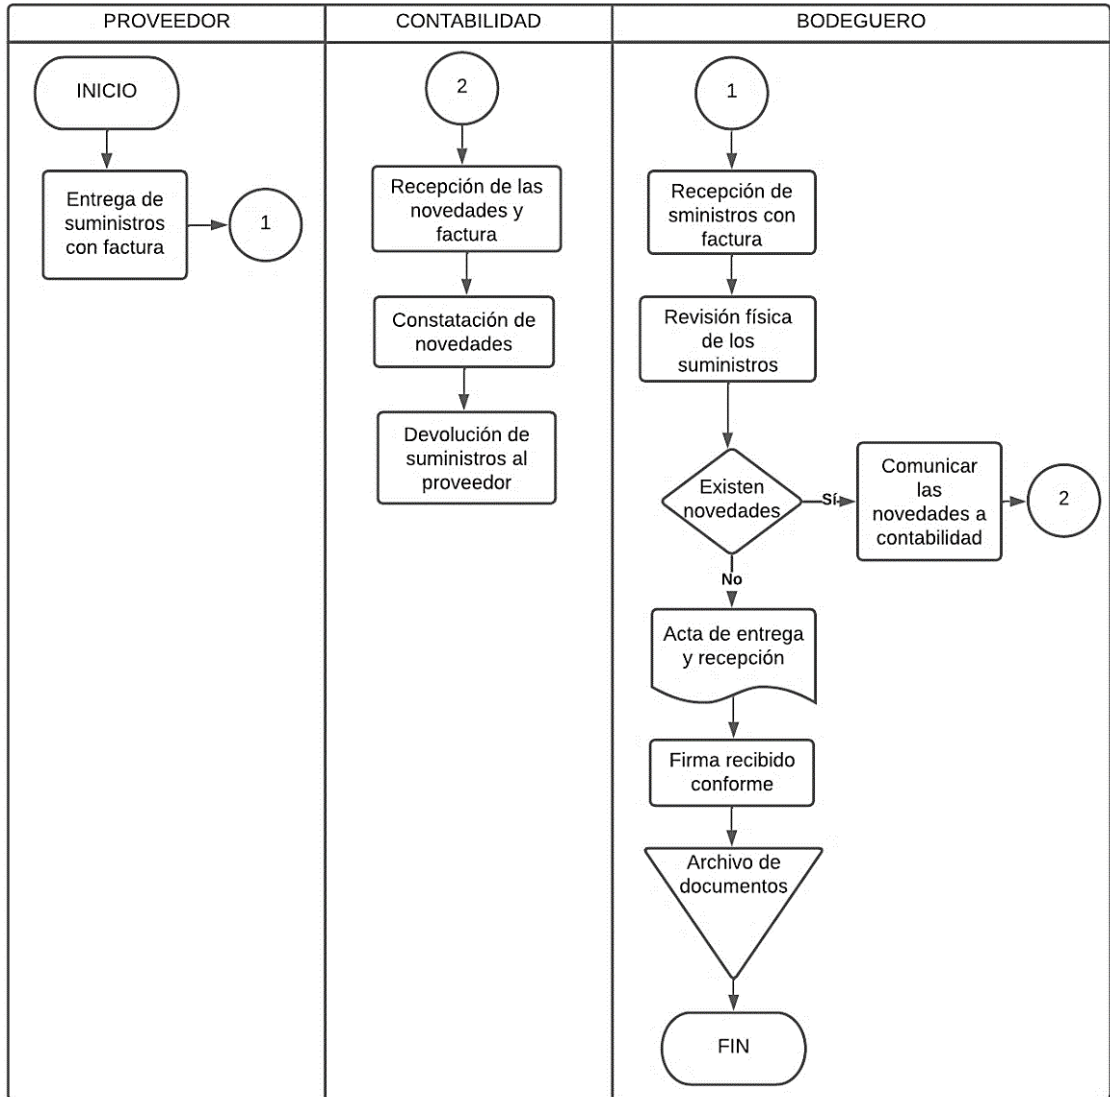 PROVEEDOR
CONTABILIDAD
BODEGUERO
INICIO
Entrega de
suministros
con factura
1
2
Recepción de las
novedades y
factura
Constatación de
novedades
Devolución de
suministros al
proveedor
1
Recepción de
sministros con
factura
Revisión física
de los
suministros
Existen
novedades
Sí
Comunicar
las
novedades a
contabilidad
2
No
Acta de entrega
y recepción
Firma recibido
conforme
Archivo de
documentos
FIN